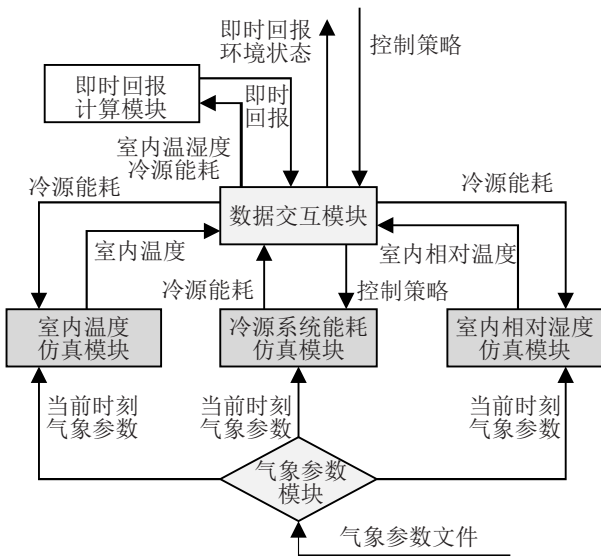 即时回报
环境状态
控制策略
即时回报
计算模块
即时
回报
室内温湿度
冷源能耗
冷源能耗
冷源能耗
数据交互模块
室内温度
室内相对温度
冷源能耗
控制策略
室内温度
仿真模块
冷源系统能耗
仿真模块
室内相对湿度
仿真模块
当前时刻
气象参数
当前时刻
气象参数
当前时刻
气象参数
气象参数
模块
气象参数文件